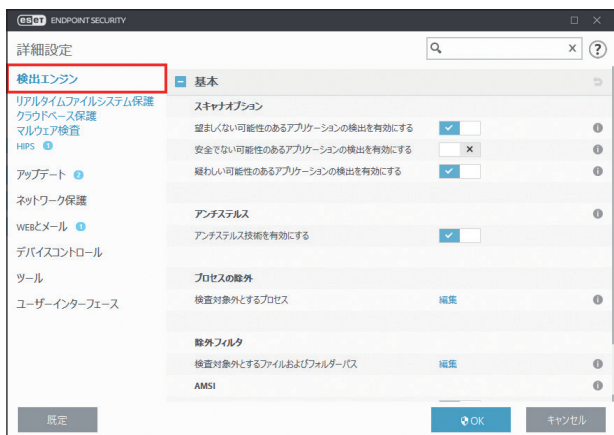 eset ENDPOINT SECURITY
詳細設定
検出エンジン
リアルタイムファイルシステム保護
クラウドベース保護
マルウェア検査
HIPS 1
アップデート 2
ネットワーク保護
WEBとメール 1
デバイスコントロール
ツール
ユーザーインターフェース
基本
スキャナオプション
望ましくない可能性のあるアプリケーションの検出を有効にする
安全でない可能性のあるアプリケーションの検出を有効にする
疑わしい可能性のあるアプリケーションの検出を有効にする
アンチステルス
アンチステルス技術を有効にする
プロセスの除外
検査対象外とするプロセス 編集
除外フィルタ
検査対象外とするファイルおよびフォルダーパス 編集
AMSI
既定
OK
キャンセル